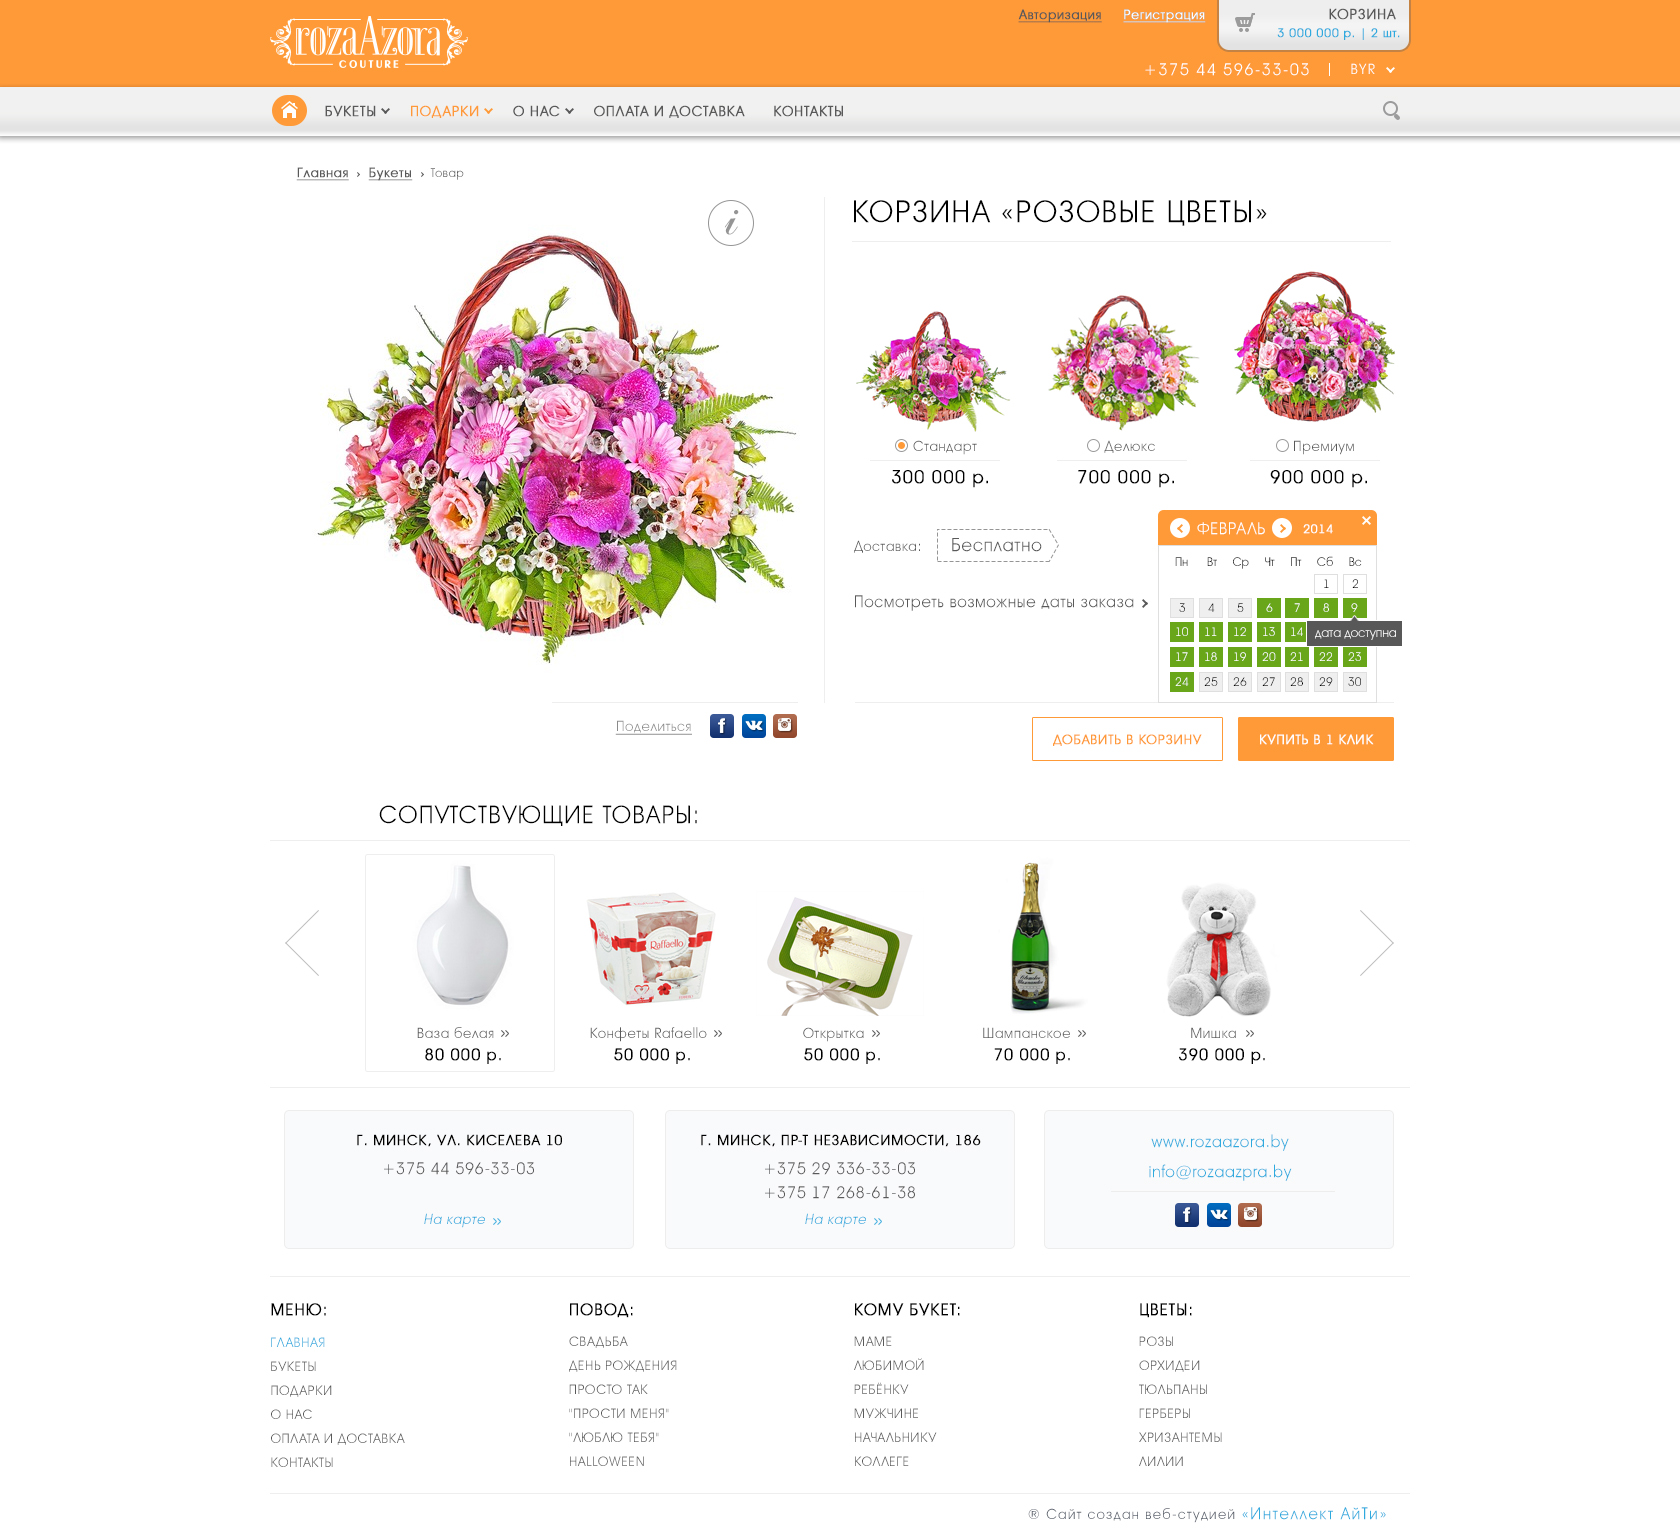 rozaAzora
COUTURE
Авторизация
Регистрация
КОРЗИНА
3 000 000 р. | 2 шт.
+375 44 596-33-03 | BYR
БУКЕТЫ ПОДАРКИ О НАС ОПЛАТА И ДОСТАВКА КОНТАКТЫ
Главная › Букеты › Товар
i
КОРЗИНА «РОЗОВЫЕ ЦВЕТЫ»
Стандарт Делюкс Премиум
300 000 р. 700 000 р. 900 000 р.
Доставка: Бесплатно
Посмотреть возможные даты заказа ›
ФЕВРАЛЬ 2014 ×
Пн Вт Ср Чт Пт Сб Вс
1 2
3 4 5 6 7 8 9
10 11 12 13 14 дата доступна
17 18 19 20 21 22 23
24 25 26 27 28 29 30
Поделиться
ДОБАВИТЬ В КОРЗИНУ
КУПИТЬ В 1 КЛИК
СОПУТСТВУЮЩИЕ ТОВАРЫ:
Raffaello
Ваза белая » Конфеты Rafaello » Открытка » Шампанское » Мишка »
80 000 р. 50 000 р. 50 000 р. 70 000 р. 390 000 р.
Г. МИНСК, УЛ. КИСЕЛЕВА 10
+375 44 596-33-03
На карте »
Г. МИНСК, ПР-Т НЕЗАВИСИМОСТИ, 186
+375 29 336-33-03
+375 17 268-61-38
На карте »
www.rozaazora.by
info@rozaazpra.by
МЕНЮ:
ГЛАВНАЯ
БУКЕТЫ
ПОДАРКИ
О НАС
ОПЛАТА И ДОСТАВКА
КОНТАКТЫ
ПОВОД:
СВАДЬБА
ДЕНЬ РОЖДЕНИЯ
ПРОСТО ТАК
"ПРОСТИ МЕНЯ"
"ЛЮБЛЮ ТЕБЯ"
HALLOWEEN
КОМУ БУКЕТ:
МАМЕ
ЛЮБИМОЙ
РЕБЁНКУ
МУЖЧИНЕ
НАЧАЛЬНИКУ
КОЛЛЕГЕ
ЦВЕТЫ:
РОЗЫ
ОРХИДЕИ
ТЮЛЬПАНЫ
ГЕРБЕРЫ
ХРИЗАНТЕМЫ
ЛИЛИИ
® Сайт создан веб-студией «Интеллект АйТи»